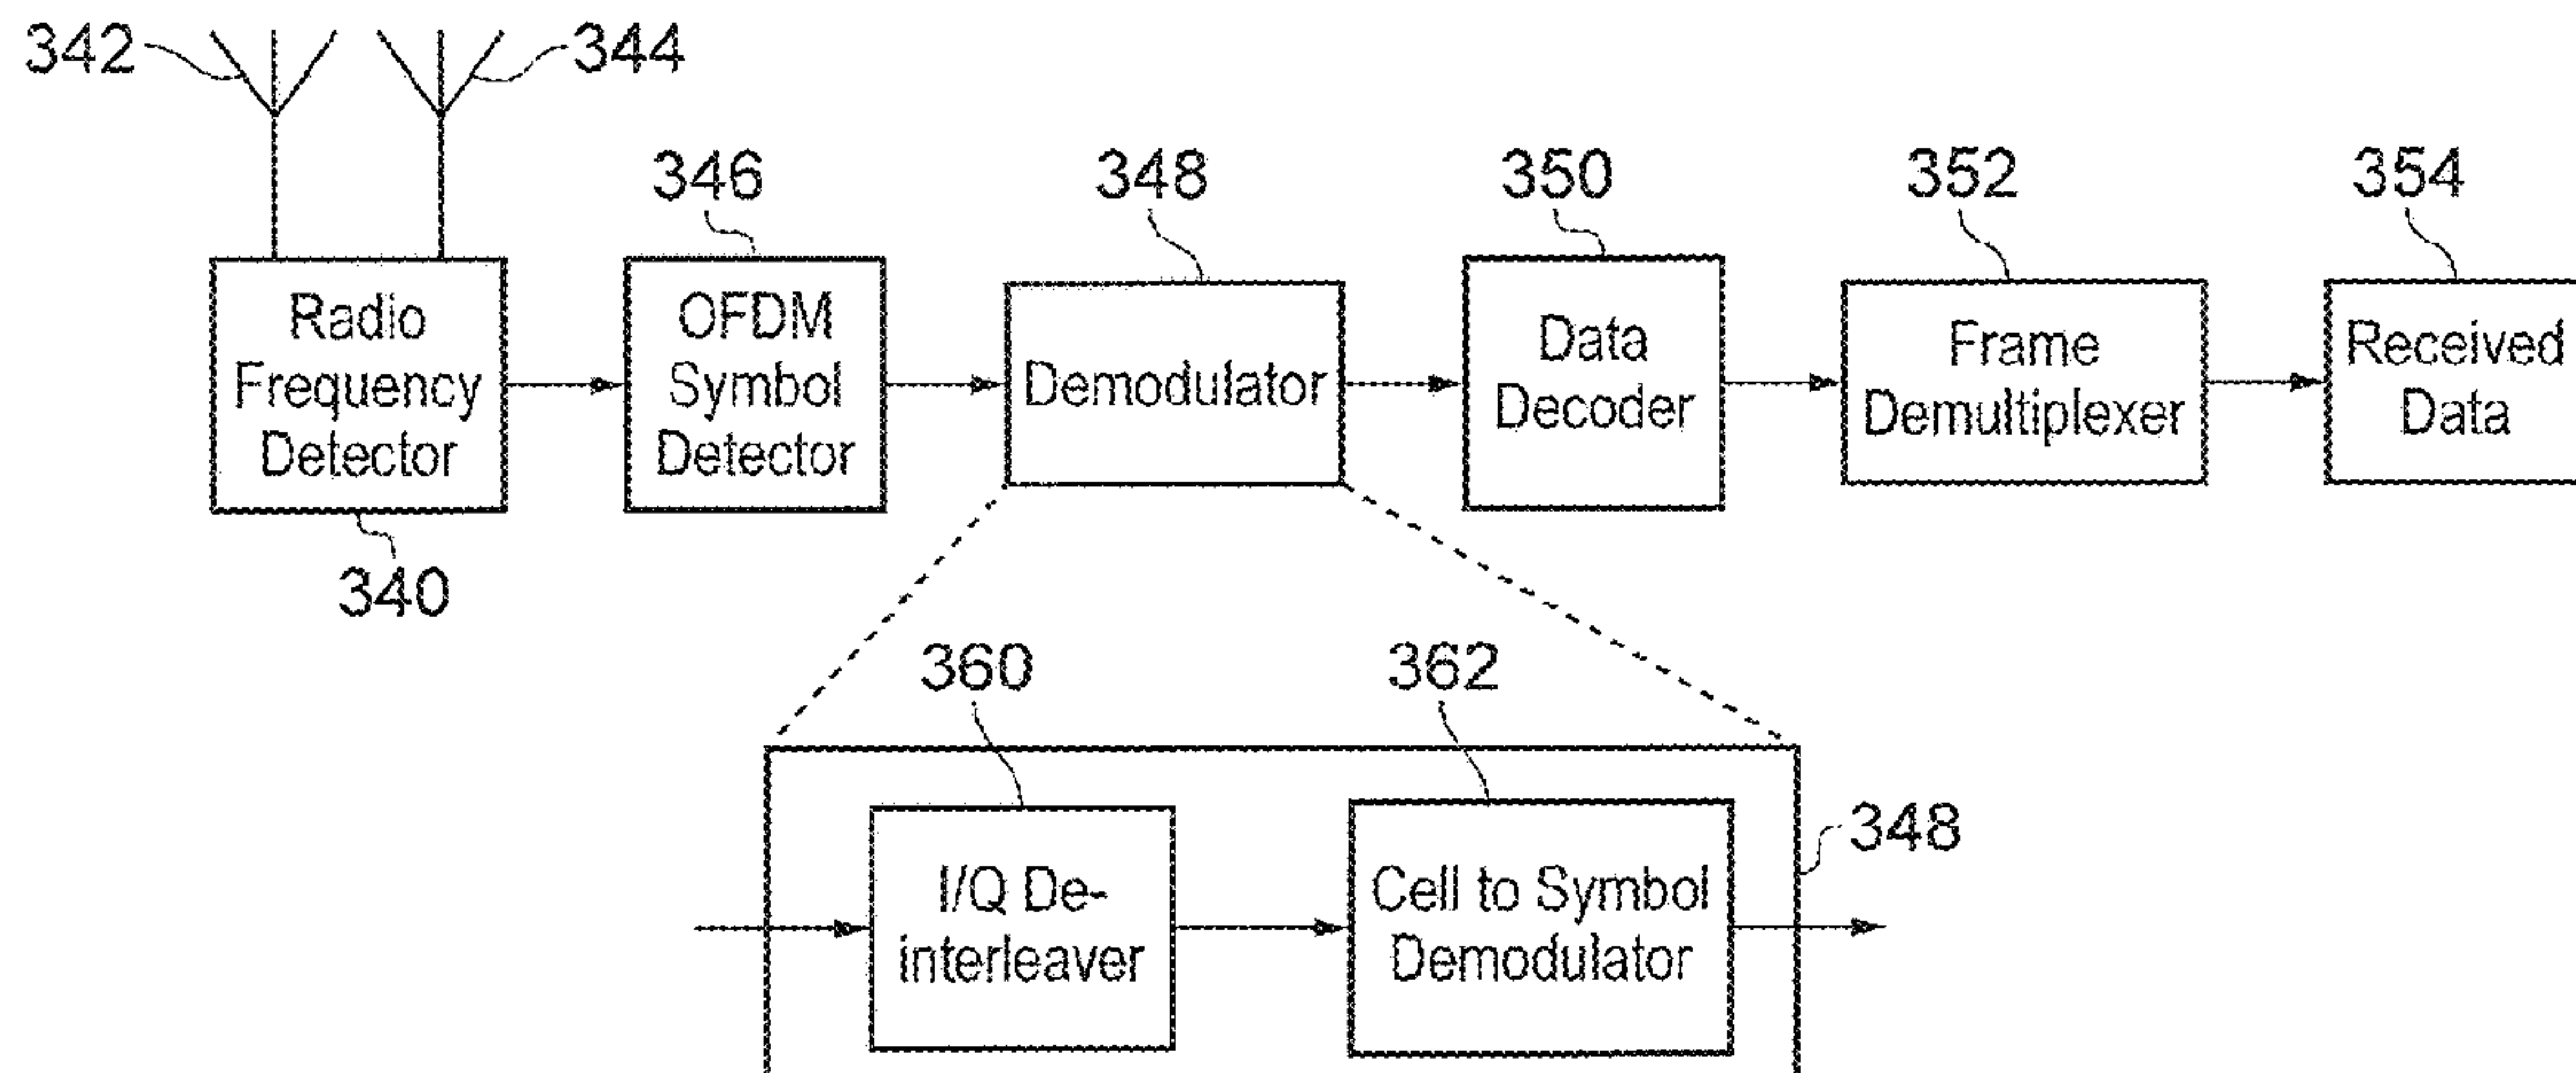 342
344
346
348
350
352
354
Radio
Frequency
Detector
OFDM
Symbol
Detector
Demodulator
Data
Decoder
Frame
Demultiplexer
Received
Data
340
360
362
348
I/Q De-
interleaver
Cell to Symbol
Demodulator